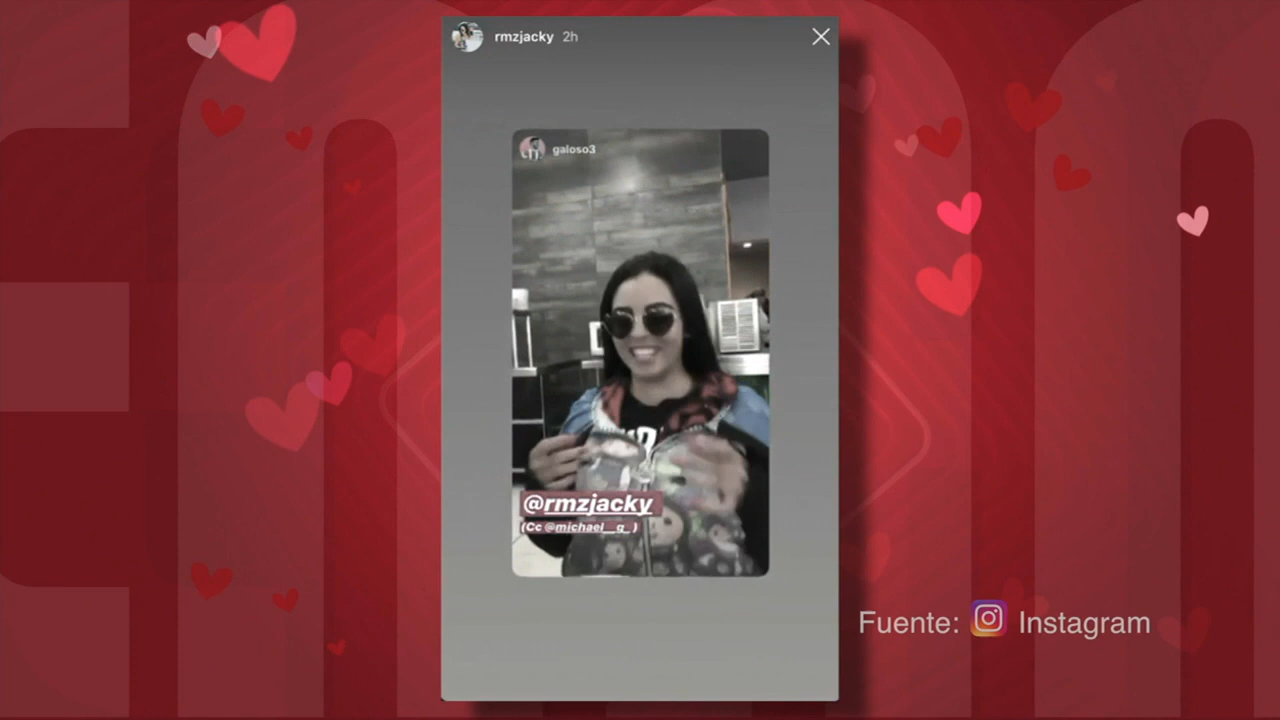 rmzjacky 2h
galoso3
@rmzjacky
(Cc @michael__g_)
Fuente: Instagram